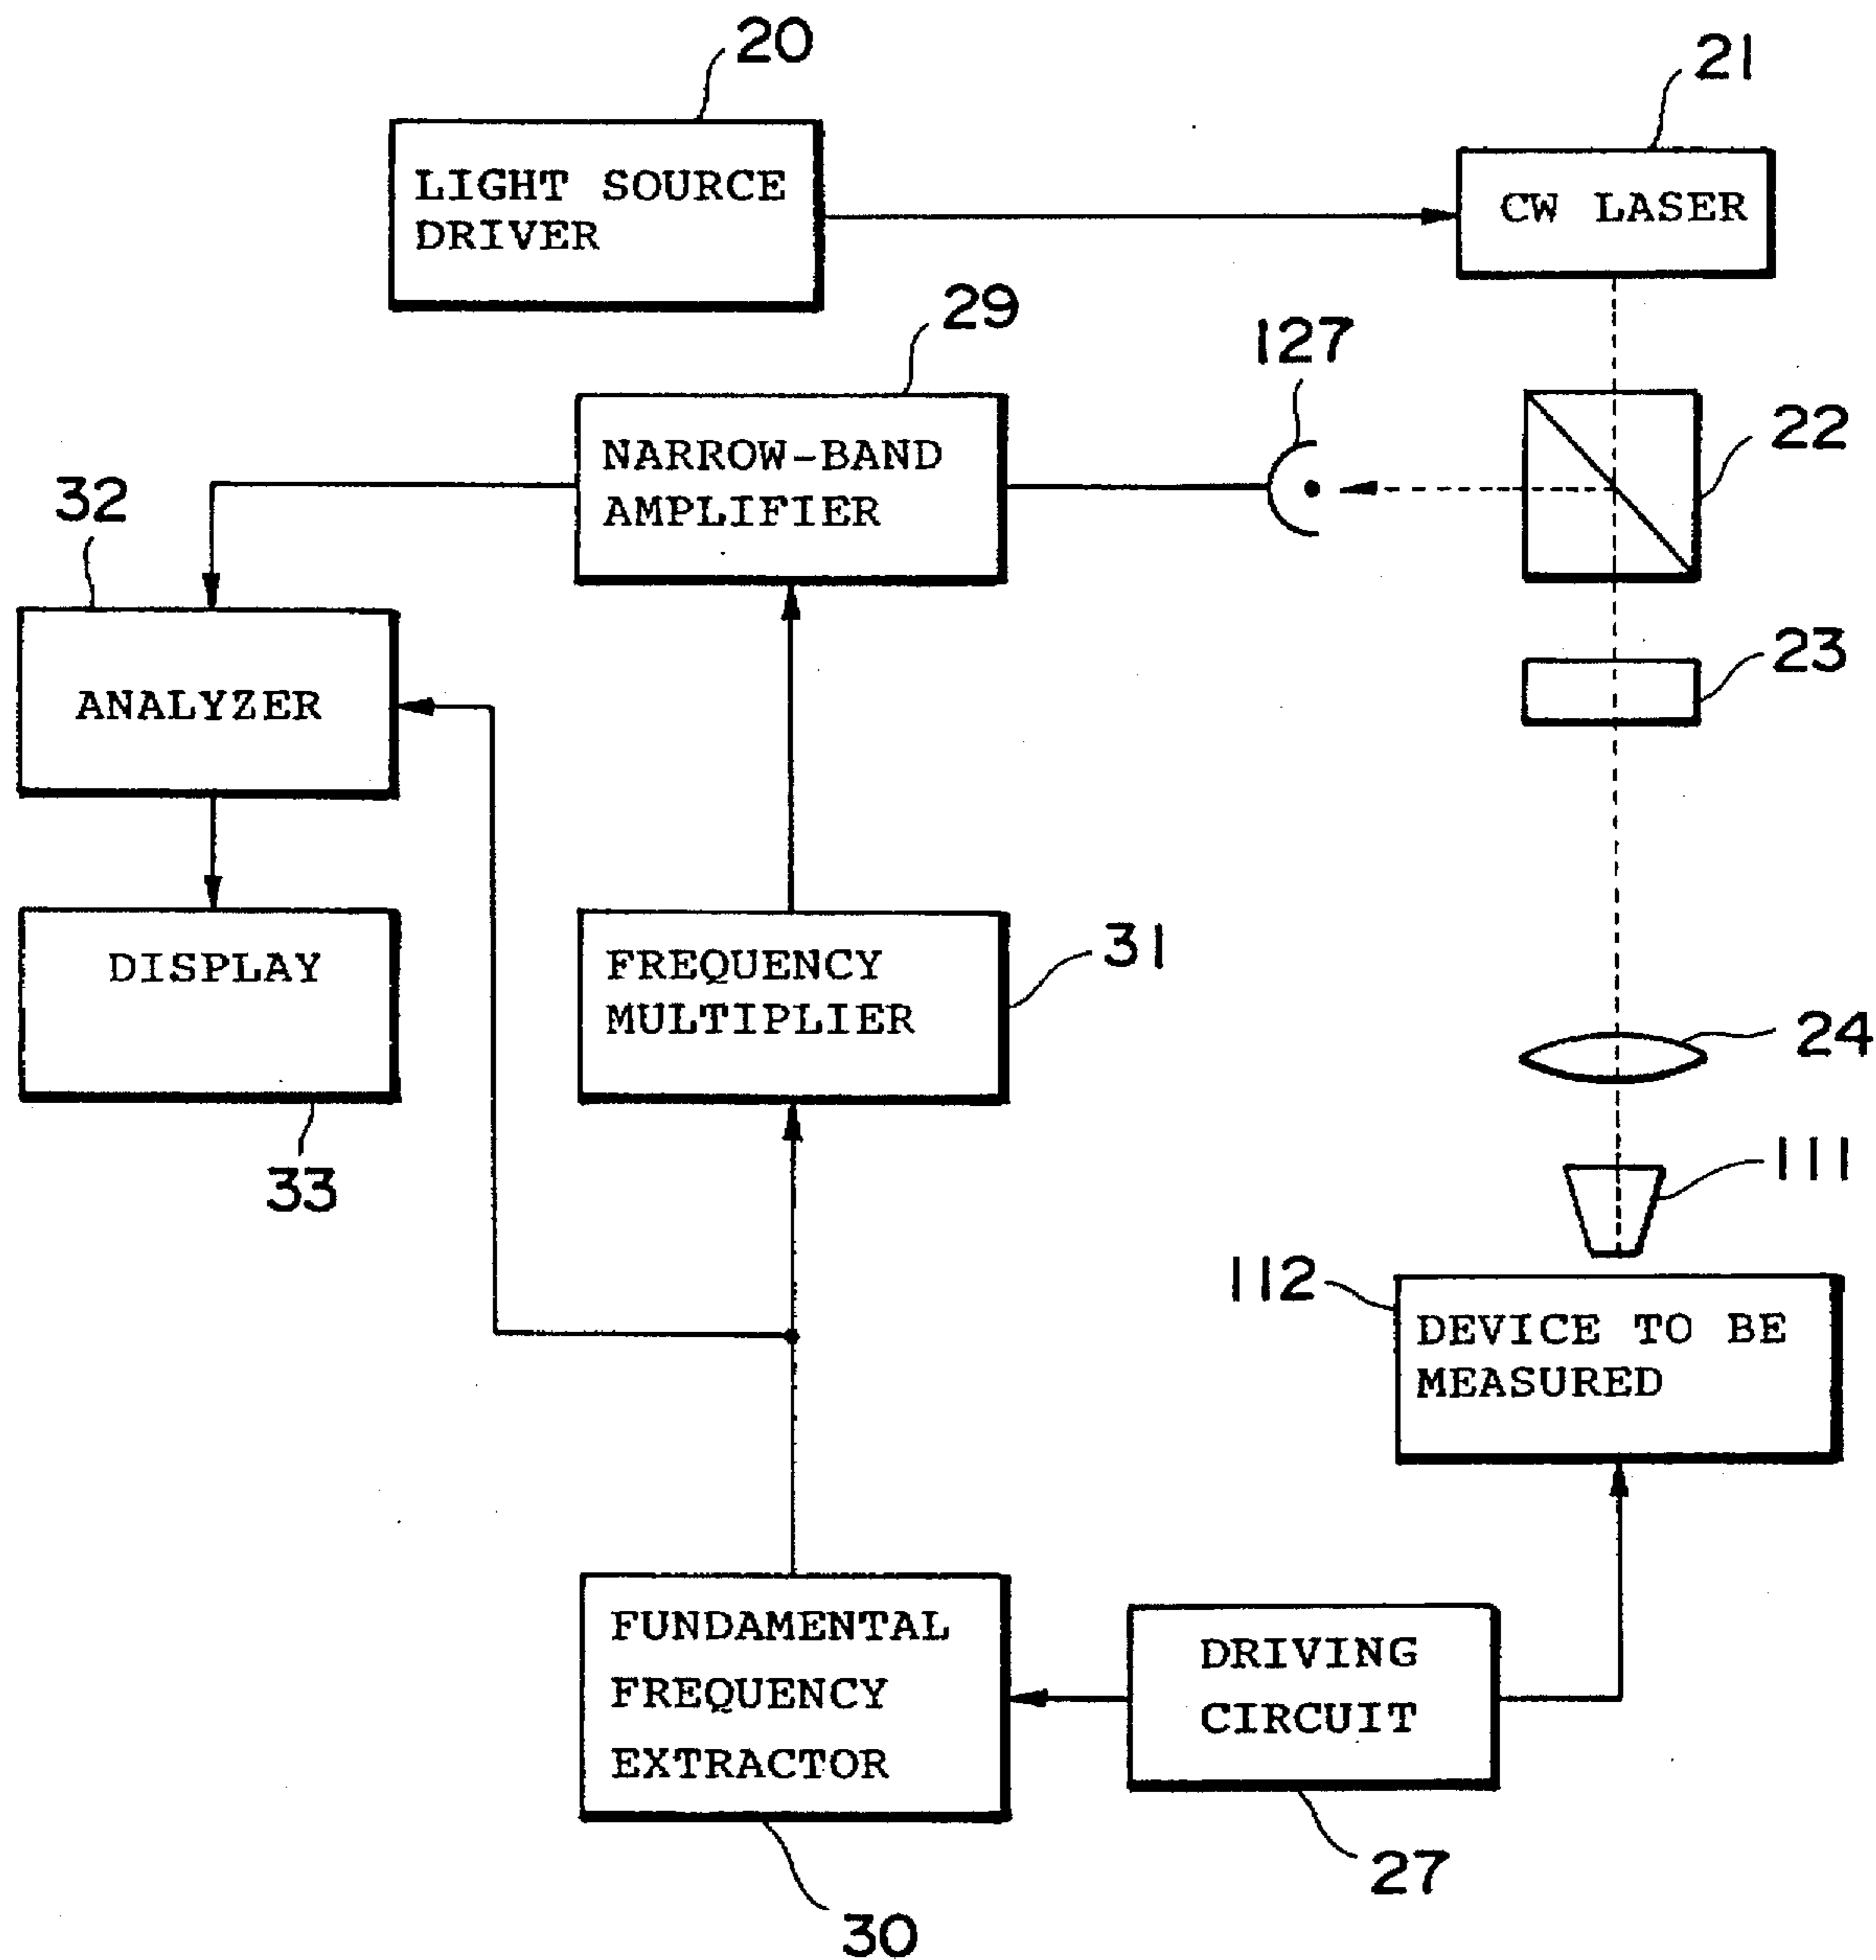 20
21
LIGHT SOURCE
DRIVER
CW LASER
29
127
22
NARROW-BAND
AMPLIFIER
32
23
ANALYZER
DISPLAY
33
FREQUENCY
MULTIPLIER
31
24
111
112
DEVICE TO BE
MEASURED
FUNDAMENTAL
FREQUENCY
EXTRACTOR
30
DRIVING
CIRCUIT
27